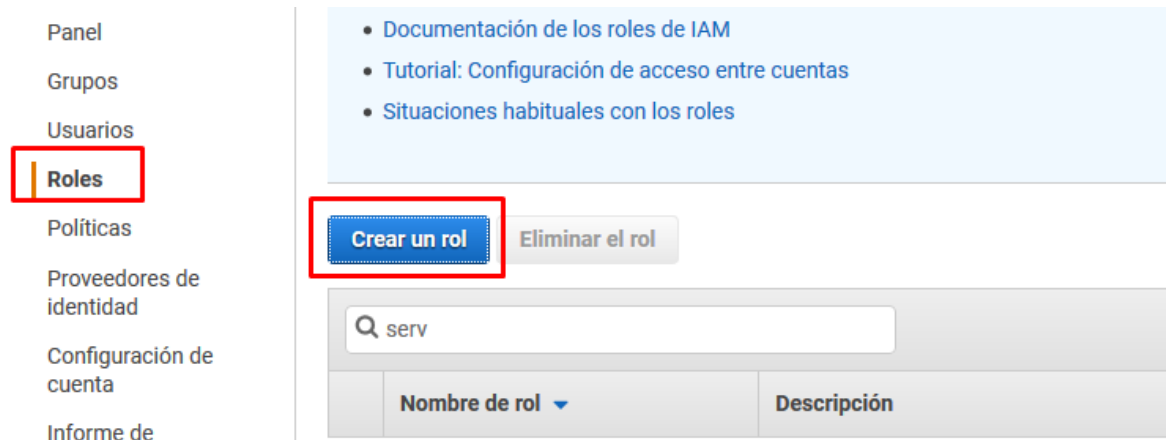 Panel
Grupos
Usuarios
Roles
Políticas
Proveedores de
identidad
Configuración de
cuenta
Informe de
Documentación de los roles de IAM
Tutorial: Configuración de acceso entre cuentas
Situaciones habituales con los roles
Crear un rol Eliminar el rol
serv
Nombre de rol Descripción